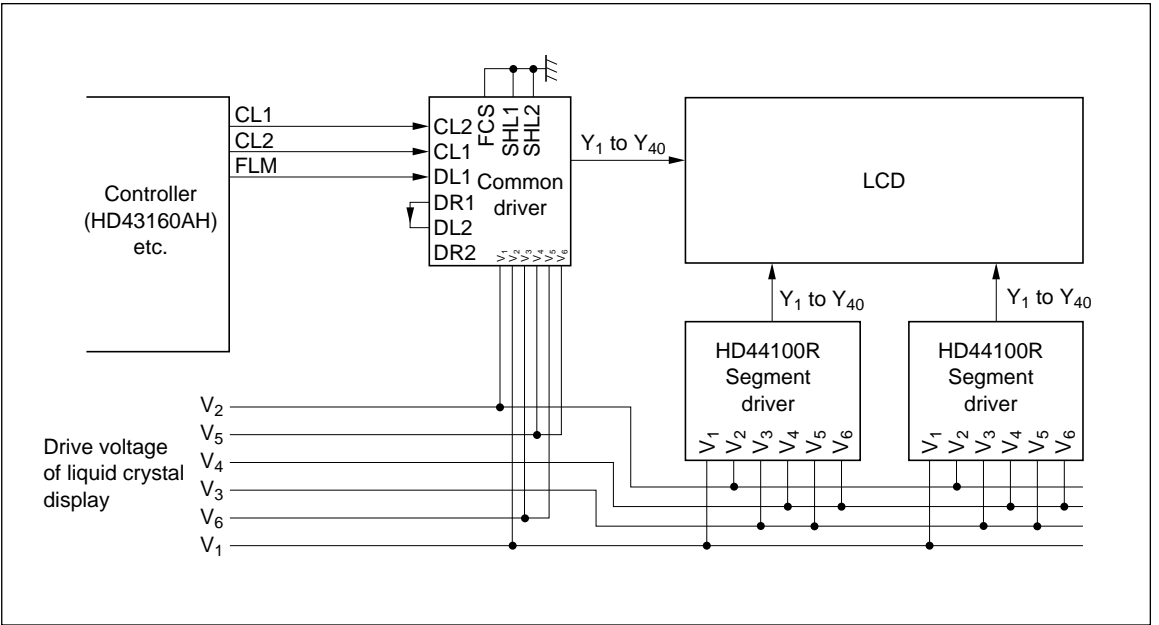 CL1
CL2
FLM
Controller
(HD43160AH)
etc.
FCS
SHL1
SHL2
CL2
CL1
DL1
DR1
DL2
DR2
Common
driver
V1 V2 V3 V4 V5 V6
Y1 to Y40
LCD
Y1 to Y40
Y1 to Y40
HD44100R
Segment
driver
V1 V2 V3 V4 V5 V6
HD44100R
Segment
driver
V1 V2 V3 V4 V5 V6
Drive voltage
of liquid crystal
display
V2
V5
V4
V3
V6
V1